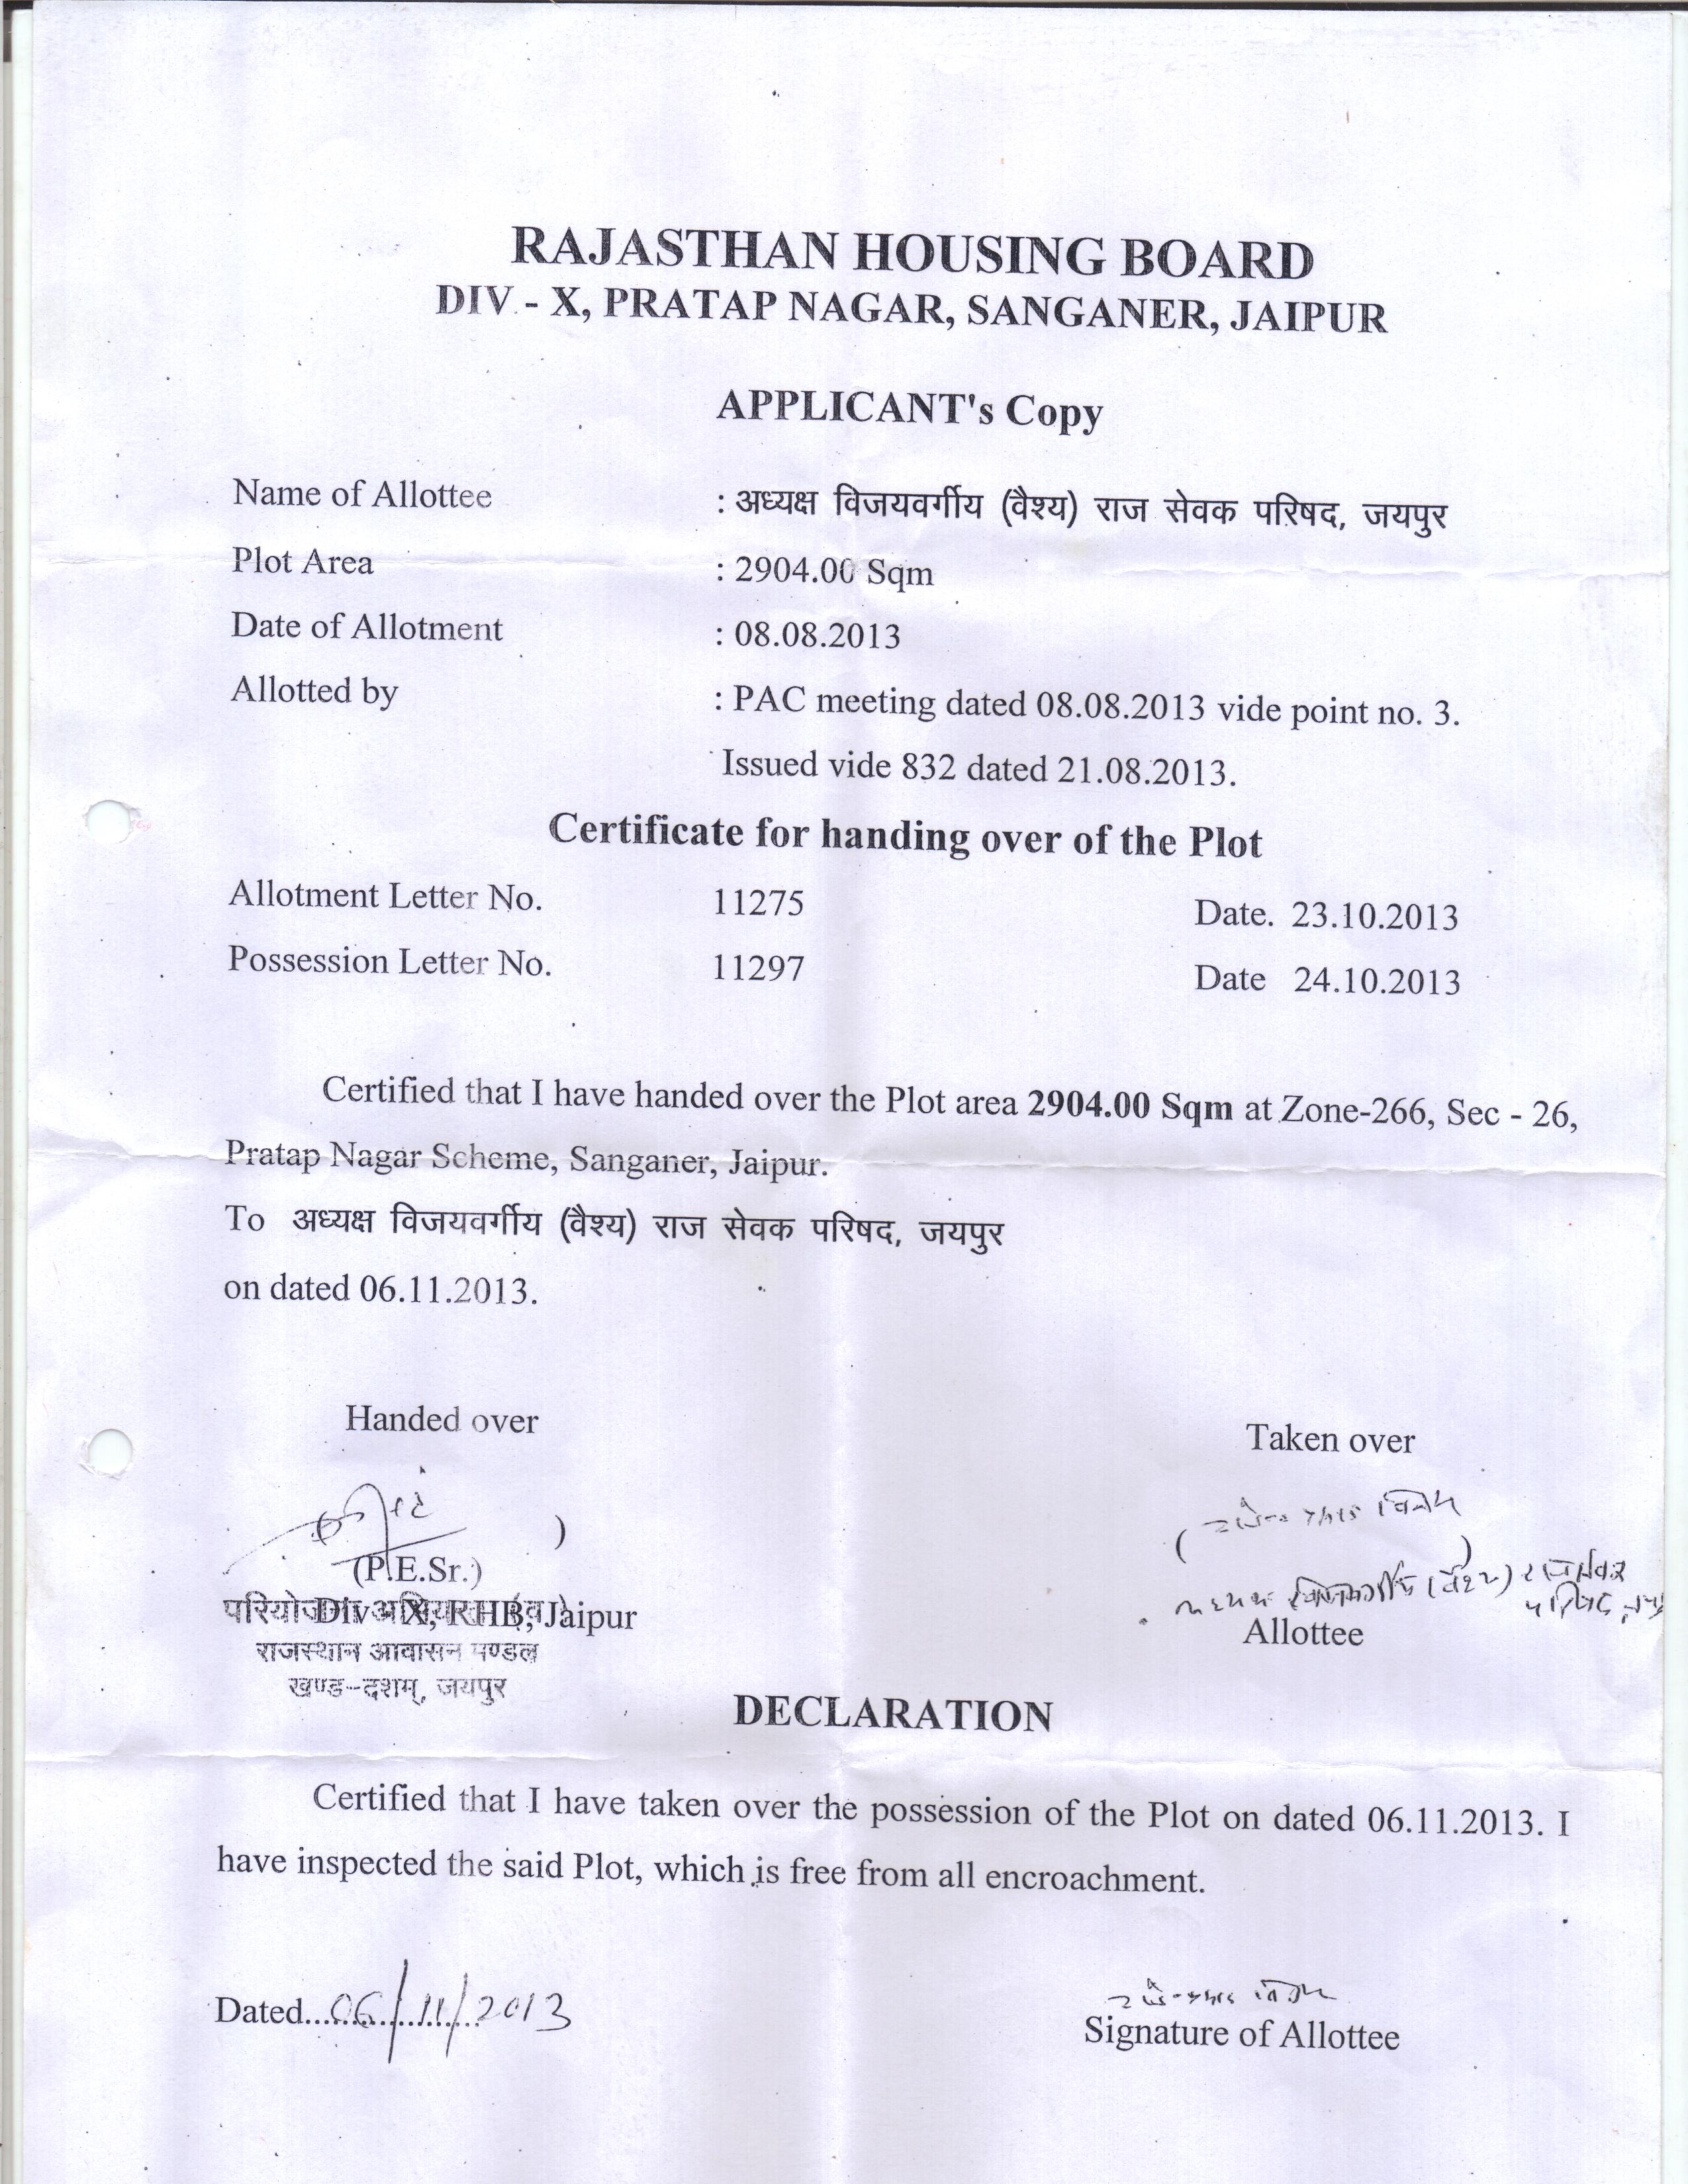 RAJASTHAN HOUSING BOARD
DIV - X, PRATAP NAGAR, SANGANER, JAIPUR
APPLICANT's Copy
Name of Allottee : अध्यक्ष विजयवर्गीय (वैश्य) राज सेवक परिषद, जयपुर
Plot Area : 2904.00 Sqm
Date of Allotment : 08.08.2013
Allotted by : PAC meeting dated 08.08.2013 vide point no. 3.
Issued vide 832 dated 21.08.2013.
Certificate for handing over of the Plot
Allotment Letter No. 11275 Date. 23.10.2013
Possession Letter No. 11297 Date 24.10.2013
Certified that I have handed over the Plot area 2904.00 Sqm at Zone-266, Sec - 26,
Pratap Nagar Scheme, Sanganer, Jaipur.
To अध्यक्ष विजयवर्गीय (वैश्य) राज सेवक परिषद, जयपुर
on dated 06.11.2013.
Handed over Taken over
(P.E.Sr.)
Div - X, RHB, Jaipur
राजस्थान आवासन मण्डल
खण्ड-दशम्, जयपुर
Allottee
DECLARATION
Certified that I have taken over the possession of the Plot on dated 06.11.2013. I
have inspected the said Plot, which is free from all encroachment.
Dated 06/11/2013
Signature of Allottee